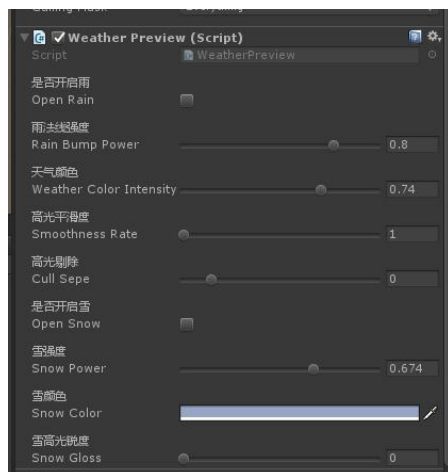 Culling Mask Everything
Weather Preview (Script)
Script WeatherPreview
是否开启雨
Open Rain
雨法线强度
Rain Bump Power 0.8
天气颜色
Weather Color Intensity 0.74
高光平滑度
Smoothness Rate 1
高光剔除
Cull Sepe 0
是否开启雪
Open Snow
雪强度
Snow Power 0.674
雪颜色
Snow Color
雪高光锐度
Snow Gloss 0